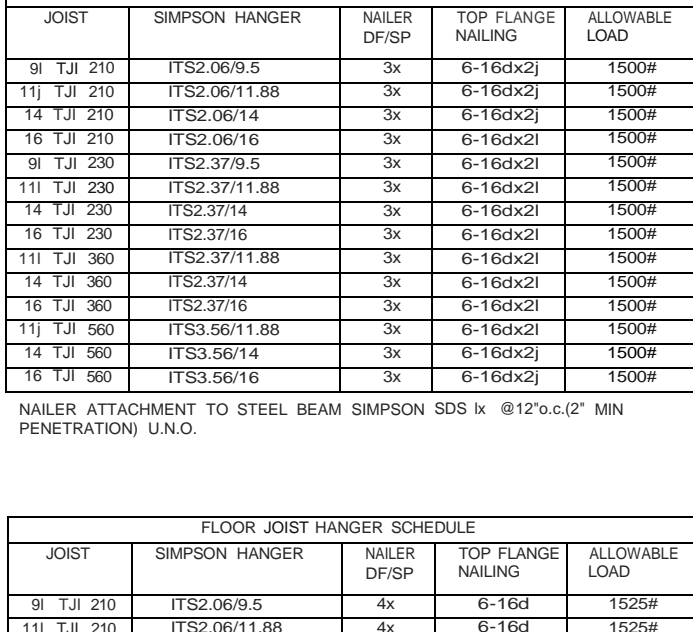 JOIST SIMPSON HANGER NAILER DF/SP TOP FLANGE NAILING ALLOWABLE LOAD
9l TJI 210 ITS2.06/9.5 3x 6-16dx2j 1500#
11j TJI 210 ITS2.06/11.88 3x 6-16dx2j 1500#
14 TJI 210 ITS2.06/14 3x 6-16dx2j 1500#
16 TJI 210 ITS2.06/16 3x 6-16dx2l 1500#
9l TJI 230 ITS2.37/9.5 3x 6-16dx2l 1500#
11l TJI 230 ITS2.37/11.88 3x 6-16dx2l 1500#
14 TJI 230 ITS2.37/14 3x 6-16dx2l 1500#
16 TJI 230 ITS2.37/16 3x 6-16dx2l 1500#
11l TJI 360 ITS2.37/11.88 3x 6-16dx2l 1500#
14 TJI 360 ITS2.37/14 3x 6-16dx2l 1500#
16 TJI 360 ITS2.37/16 3x 6-16dx2l 1500#
11j TJI 560 ITS3.56/11.88 3x 6-16dx2l 1500#
14 TJI 560 ITS3.56/14 3x 6-16dx2j 1500#
16 TJI 560 ITS3.56/16 3x 6-16dx2j 1500#
NAILER ATTACHMENT TO STEEL BEAM SIMPSON SDS lx @12"o.c.(2" MIN
PENETRATION) U.N.O.
FLOOR JOIST HANGER SCHEDULE
JOIST SIMPSON HANGER NAILER DF/SP TOP FLANGE NAILING ALLOWABLE LOAD
9l TJI 210 ITS2.06/9.5 4x 6-16d 1525#
11l TJI 210 ITS2.06/11.88 4x 6-16d 1525#